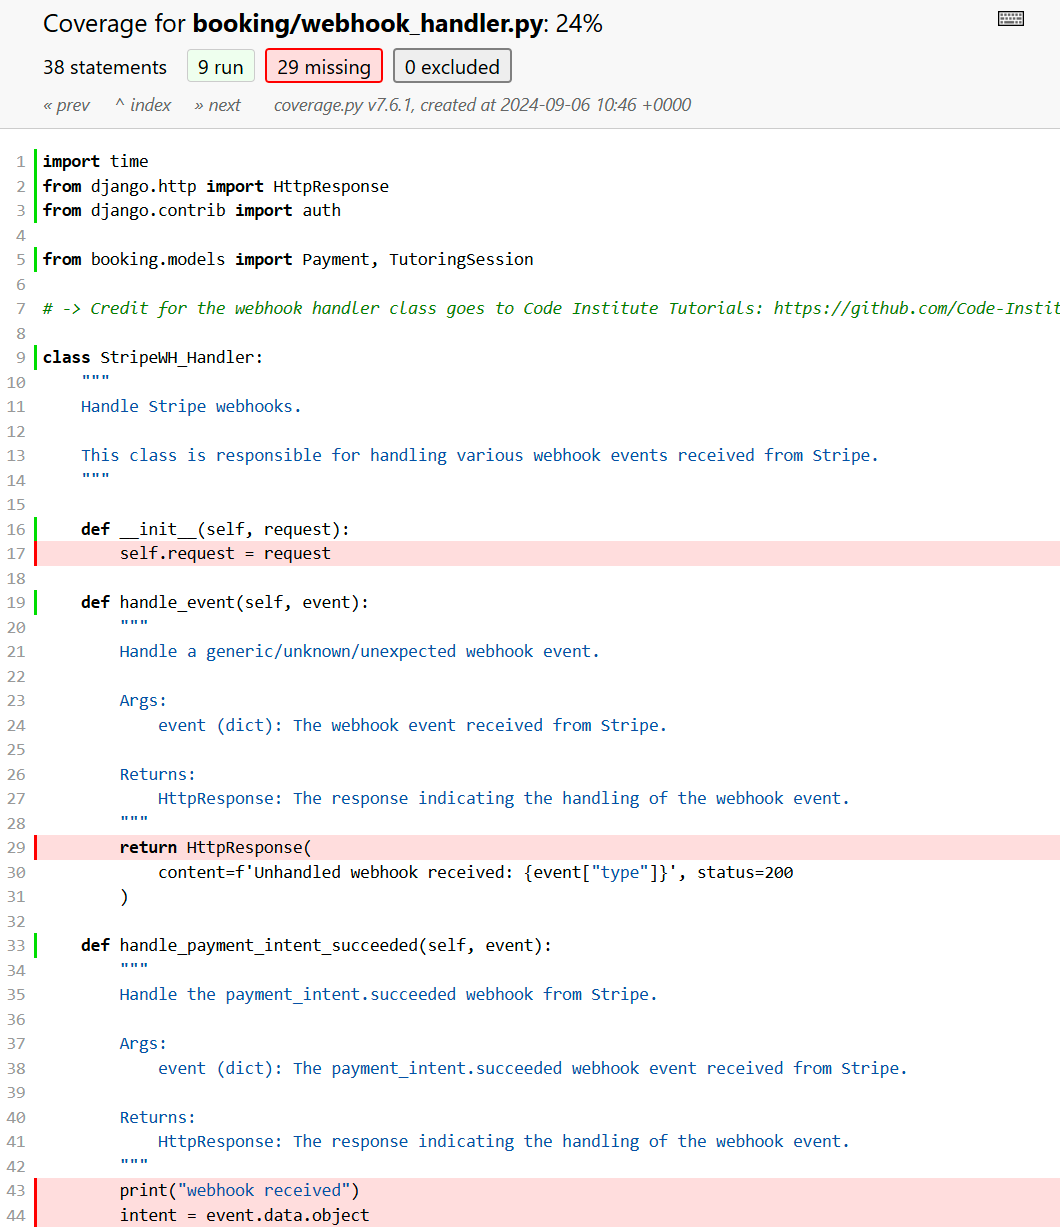 Coverage for booking/webhook_handler.py: 24%
38 statements 9 run 29 missing 0 excluded
« prev ^ index » next coverage.py v7.6.1, created at 2024-09-06 10:46 +0000
1 import time
2 from django.http import HttpResponse
3 from django.contrib import auth
4
5 from booking.models import Payment, TutoringSession
6
7 # -> Credit for the webhook handler class goes to Code Institute Tutorials: https://github.com/Code-Instit
8
9 class StripeWH_Handler:
10 """
11 Handle Stripe webhooks.
12
13 This class is responsible for handling various webhook events received from Stripe.
14 """
15
16 def __init__(self, request):
17 self.request = request
18
19 def handle_event(self, event):
20 """
21 Handle a generic/unknown/unexpected webhook event.
22
23 Args:
24 event (dict): The webhook event received from Stripe.
25
26 Returns:
27 HttpResponse: The response indicating the handling of the webhook event.
28 """
29 return HttpResponse(
30 content=f'Unhandled webhook received: {event["type"]}', status=200
31 )
32
33 def handle_payment_intent_succeeded(self, event):
34 """
35 Handle the payment_intent.succeeded webhook from Stripe.
36
37 Args:
38 event (dict): The payment_intent.succeeded webhook event received from Stripe.
39
40 Returns:
41 HttpResponse: The response indicating the handling of the webhook event.
42 """
43 print("webhook received")
44 intent = event.data.object